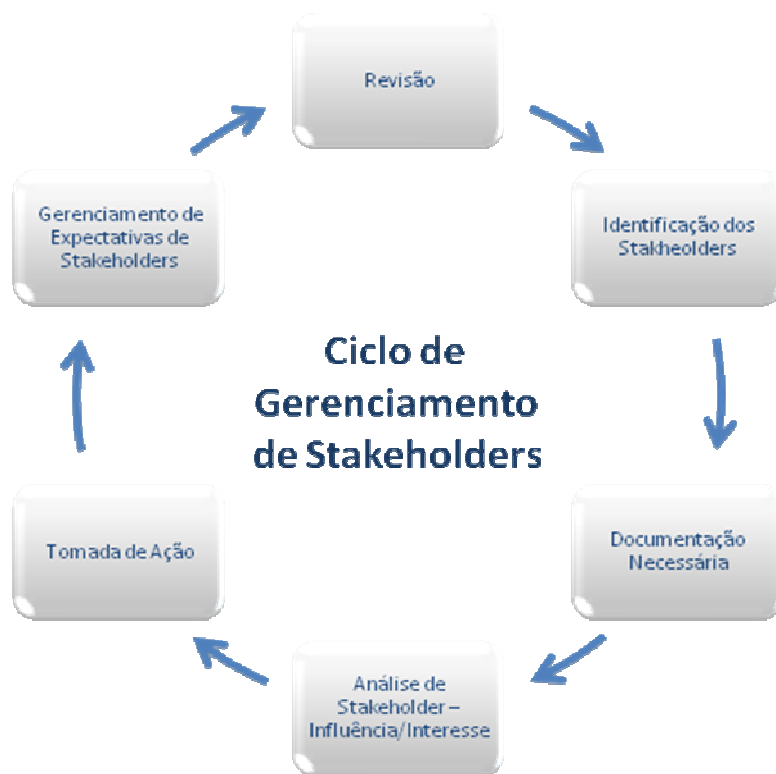 Revisão
Identificação dos
Stakheolders
Documentação
Necessária
Análise de
Stakeholder –
Influência/Interesse
Tomada de Ação
Gerenciamento de
Expectativas de
Stakeholders
Ciclo de
Gerenciamento
de Stakeholders